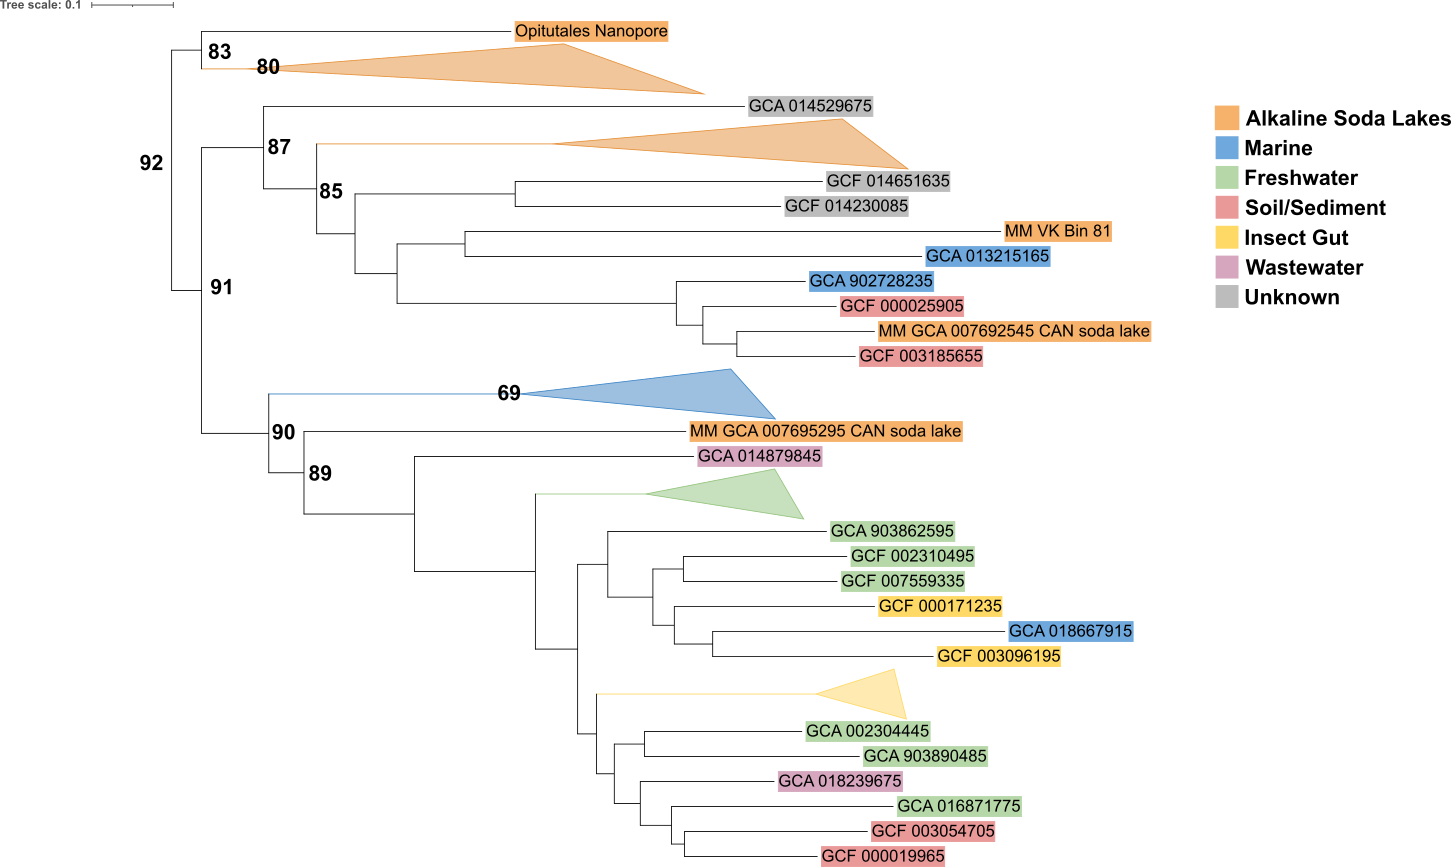 Tree scale: 0.1
Opitutales Nanopore
83
80
GCA 014529675
87
92
85
GCF 014651635
GCF 014230085
MM VK Bin 81
GCA 013215165
91
GCA 902728235
GCF 000025905
MM GCA 007692545 CAN soda lake
GCF 003185655
69
90
MM GCA 007695295 CAN soda lake
GCA 014879845
89
GCA 903862595
GCF 002310495
GCF 007559335
GCF 000171235
GCA 018667915
GCF 003096195
GCA 002304445
GCA 903890485
GCA 018239675
GCA 016871775
GCF 003054705
GCF 000019965
Alkaline Soda Lakes
Marine
Freshwater
Soil/Sediment
Insect Gut
Wastewater
Unknown